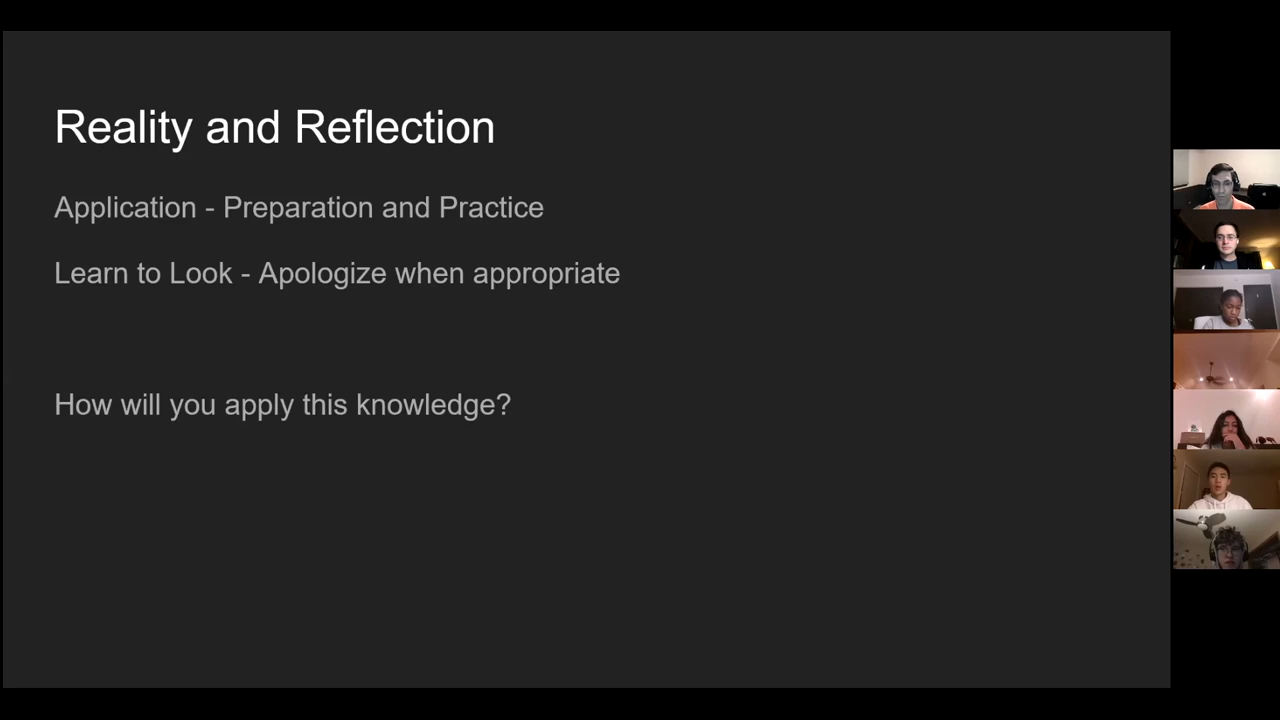 Reality and Reflection
Application - Preparation and Practice
Learn to Look - Apologize when appropriate
How will you apply this knowledge?